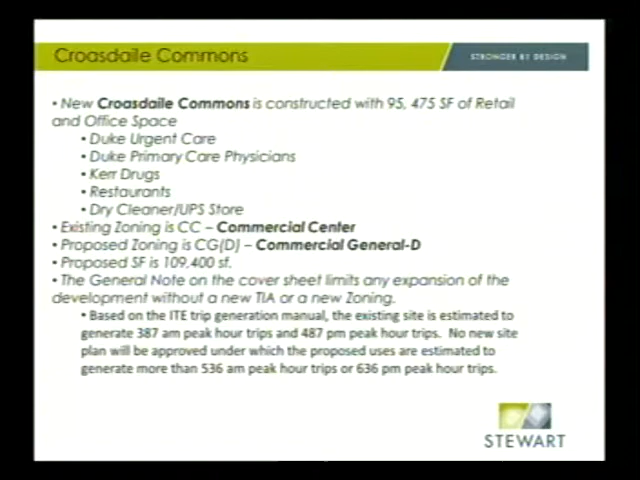 Croasdaile Commons
STRONGER BY DESIGN
• New Croasdaile Commons is constructed with 95, 475 SF of Retail
and Office Space
• Duke Urgent Care
• Duke Primary Care Physicians
• Kerr Drugs
• Restaurants
• Dry Cleaner/UPS Store
• Existing Zoning is CC – Commercial Center
• Proposed Zoning is CG(D) – Commercial General-D
• Proposed SF is 109,400 sf.
• The General Note on the cover sheet limits any expansion of the
development without a new TIA or a new Zoning.
• Based on the ITE trip generation manual, the existing site is estimated to
generate 387 am peak hour trips and 487 pm peak hour trips. No new site
plan will be approved under which the proposed uses are estimated to
generate more than 536 am peak hour trips or 636 pm peak hour trips.
STEWART